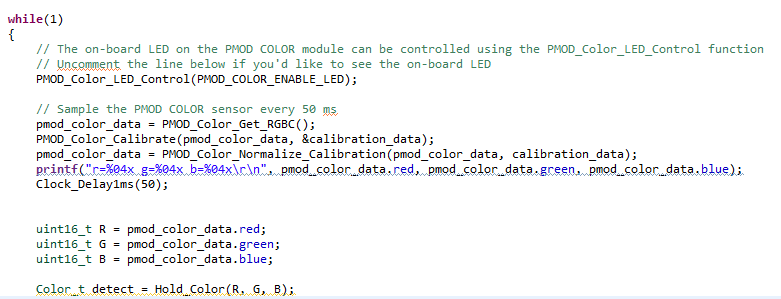 while(1)
{
// The on-board LED on the PMOD COLOR module can be controlled using the PMOD_Color_LED_Control function
// Uncomment the line below if you'd like to see the on-board LED
PMOD_Color_LED_Control(PMOD_COLOR_ENABLE_LED);
// Sample the PMOD COLOR sensor every 50 ms
pmod_color_data = PMOD_Color_Get_RGBC();
PMOD_Color_Calibrate(pmod_color_data, &calibration_data);
pmod_color_data = PMOD_Color_Normalize_Calibration(pmod_color_data, calibration_data);
printf("r=%04x g=%04x b=%04x\r\n", pmod_color_data.red, pmod_color_data.green, pmod_color_data.blue);
Clock_Delay1ms(50);
uint16_t R = pmod_color_data.red;
uint16_t G = pmod_color_data.green;
uint16_t B = pmod_color_data.blue;
Color_t detect = Hold_Color(R, G, B);